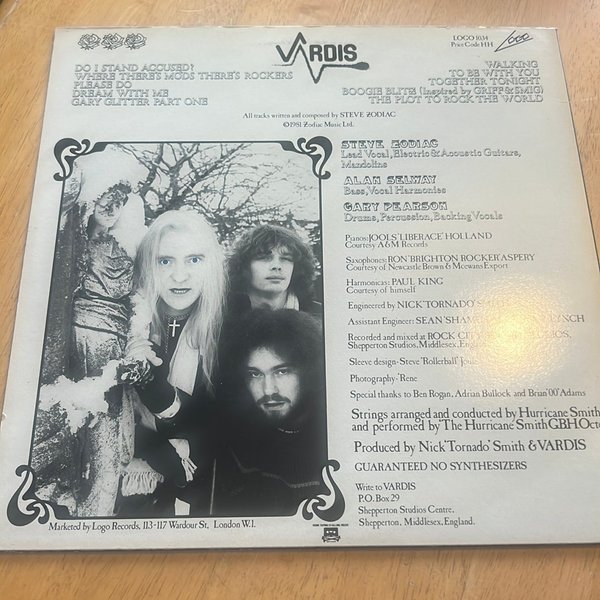 VARDIS
LOGO 1034
Price Code HH
LOGO
DO I STAND ACCUSED?
WHERE THERE'S MODS THERE'S ROCKERS
PLEASE DO
DREAM WITH ME
GARY GLITTER PART ONE
WALKING
TO BE WITH YOU
TOGETHER TONIGHT
BOOGIE BLITZ (Inspired by GRIFF & SMIG)
THE PLOT TO ROCK THE WORLD
All tracks written and composed by STEVE ZODIAC
©1981 Zodiac Music Ltd.
STEVE ZODIAC
Lead Vocal, Electric & Acoustic Guitars,
Mandoline
ALAN SELWAY
Bass, Vocal Harmonies
GARY PEARSON
Drums, Percussion, Backing Vocals
Pianos: JOOLS 'LIBERACE' HOLLAND
Courtesy A&M Records
Saxophones: RON 'BRIGHTON ROCKER' ASPERY
Courtesy of Newcastle Brown & Mcewans Export
Harmonicas: PAUL KING
Courtesy of himself
Engineered by NICK 'TORNADO'
Assistant Engineer: SEAN
Recorded and mixed at ROCK
Shepperton Studios, Middlesex,
Sleeve design - Steve 'Rollerball'
Photography - 'Rene
Special thanks to Ben Rogan, Adrian Bullock and Brian 'OO' Adams
Strings arranged and conducted by Hurricane Smith
and performed by 'The Hurricane Smith GBH
Produced by Nick 'Tornado' Smith & VARDIS
GUARANTEED NO SYNTHESIZERS
Write to VARDIS
P.O. Box 29
Shepperton Studios Centre,
Shepperton, Middlesex, England.
Marketed by Logo Records, 113-117 Wardour St, London W.1.